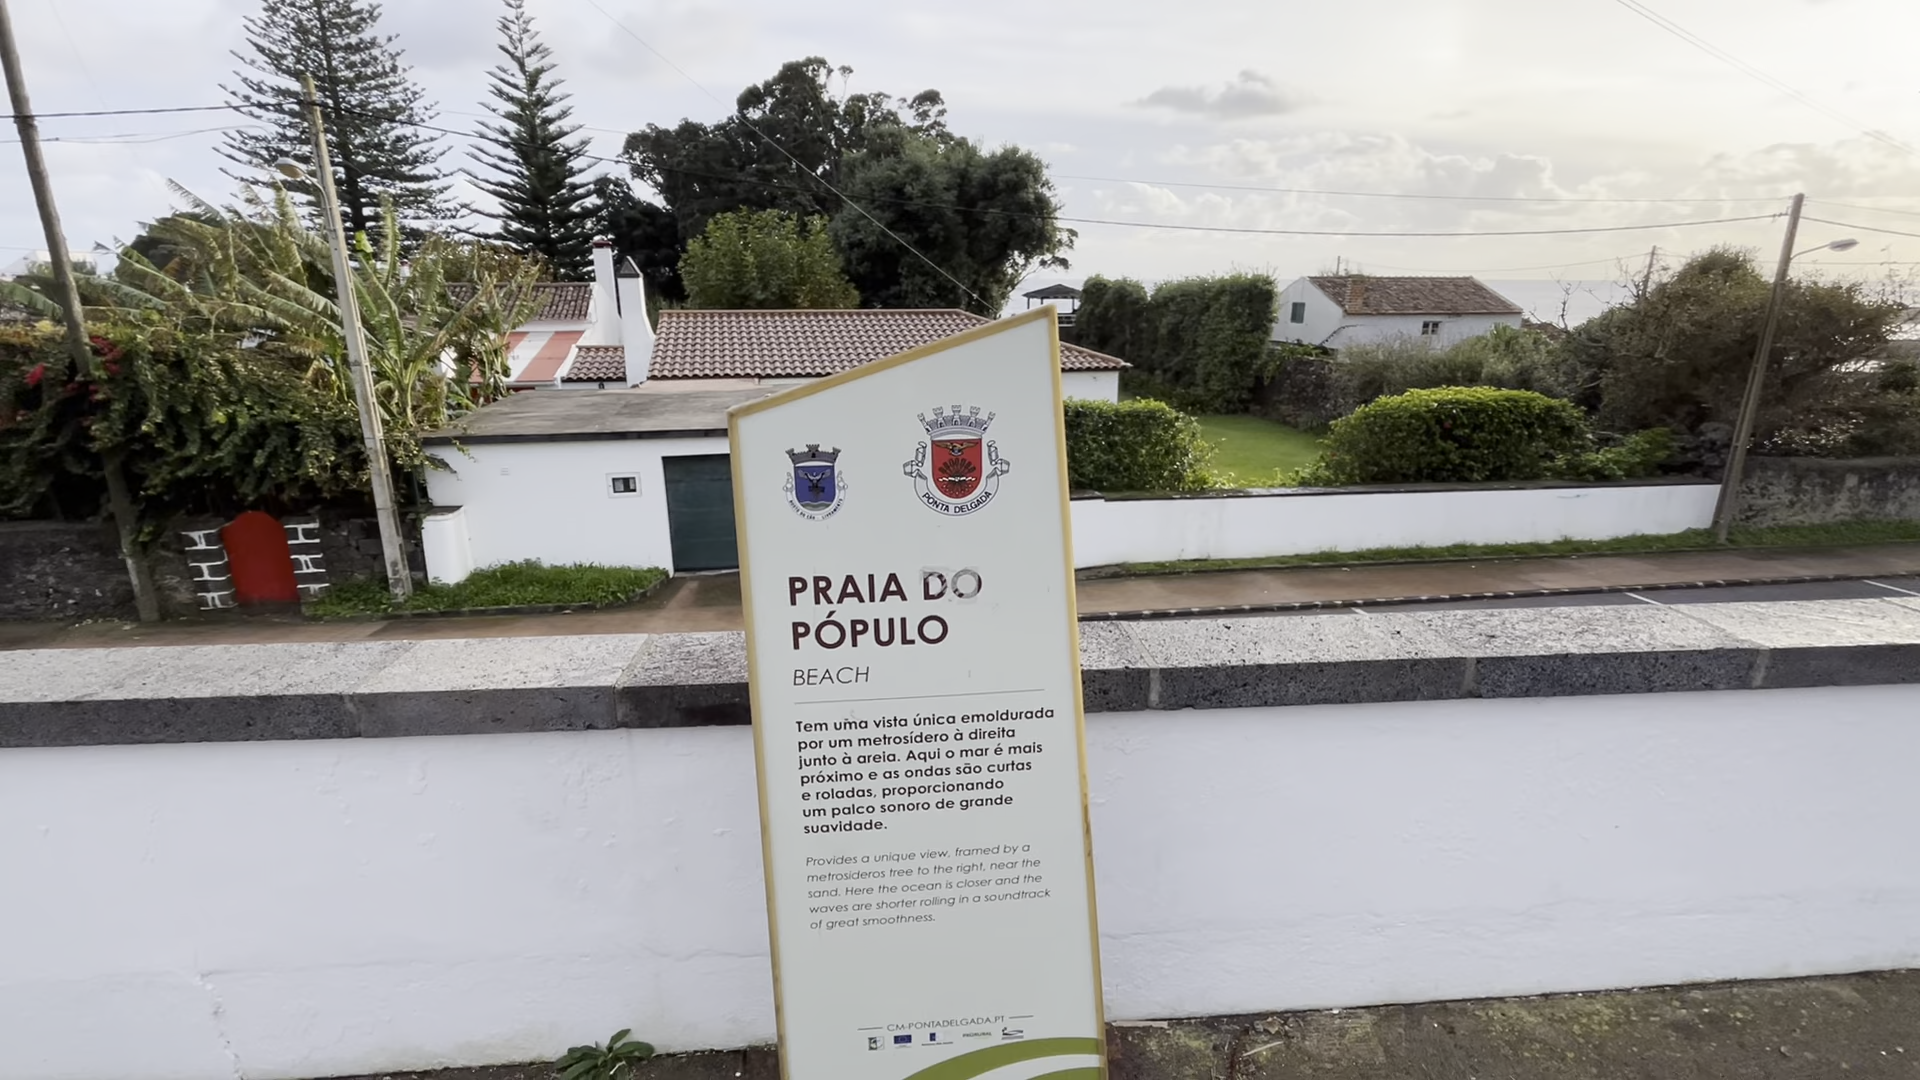 PONTA DELGADA
PRAIA DO
PÓPULO
BEACH
Tem uma vista única emoldurada
por um metrosídero à direita
junto à areia. Aqui o mar é mais
próximo e as ondas são curtas
e roladas, proporcionando
um palco sonoro de grande
suavidade.
Provides a unique view, framed by a
metrosideros tree to the right, near the
sand. Here the ocean is closer and the
waves are shorter rolling in a soundtrack
of great smoothness.
CM-PONTADELGADA.PT
PRORURAL